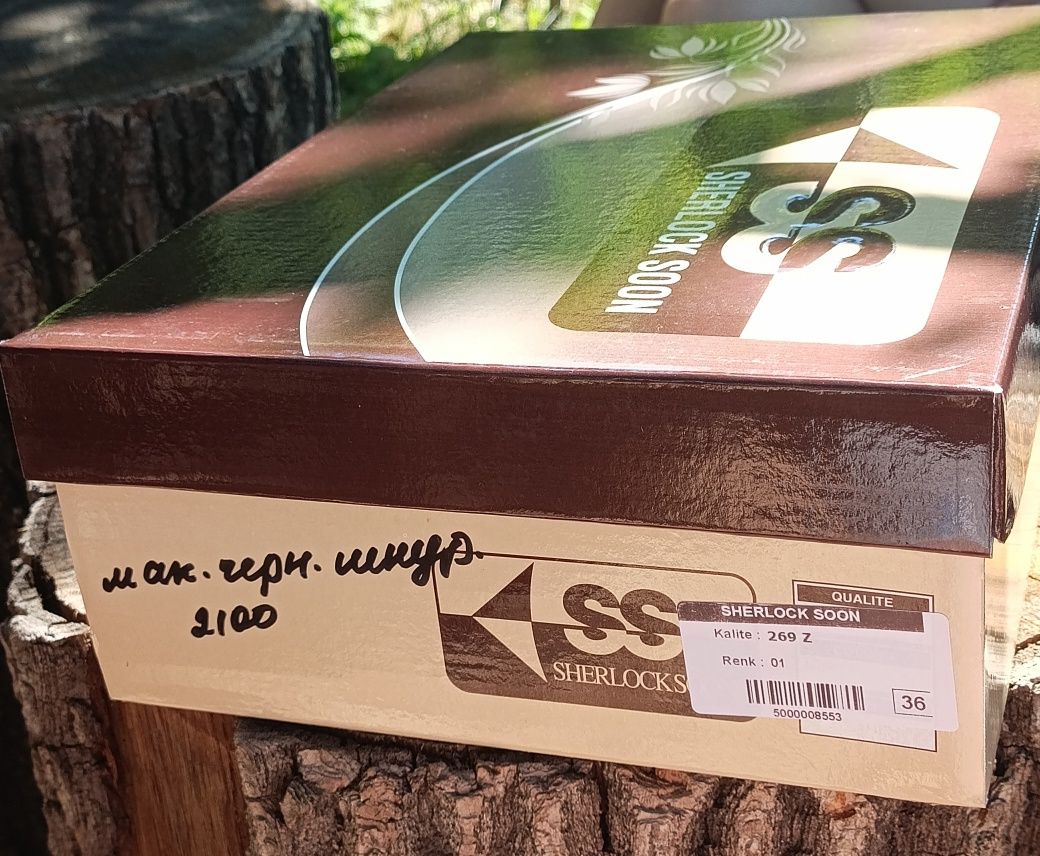 SS
SHERLOCK SOON
мак. черн. шнур.
2100
SS
SHERLOCK S
QUALITE
SHERLOCK SOON
Kalite : 269 Z
Renk : 01
5000008553
36